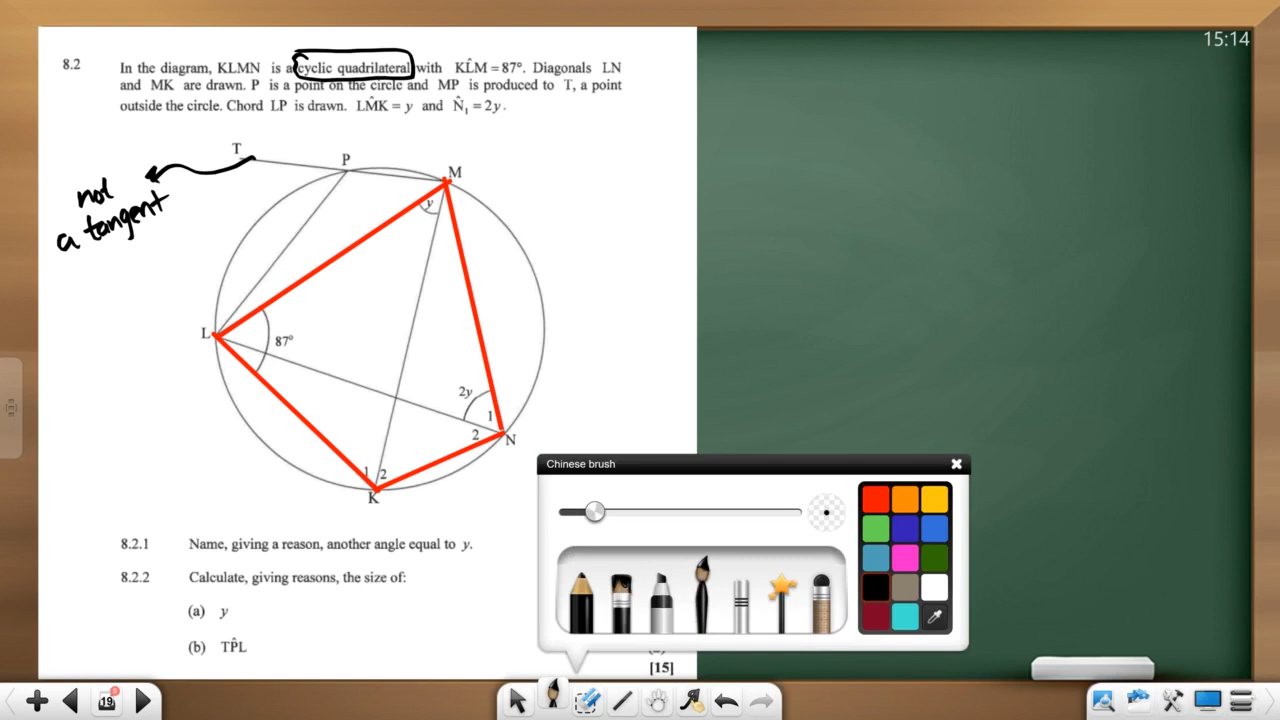 15:14
8.2 In the diagram, KLMN is a cyclic quadrilateral with KL̂M = 87°. Diagonals LN
and MK are drawn. P is a point on the circle and MP is produced to T, a point
outside the circle. Chord LP is drawn. LM̂K = y and N̂₁ = 2y.
T
P
M
not
a tangent
y
L
87°
2y
1
2
N
1
2
K
Chinese brush
8.2.1 Name, giving a reason, another angle equal to y.
8.2.2 Calculate, giving reasons, the size of:
(a) y
(b) TP̂L
[15]
19
8